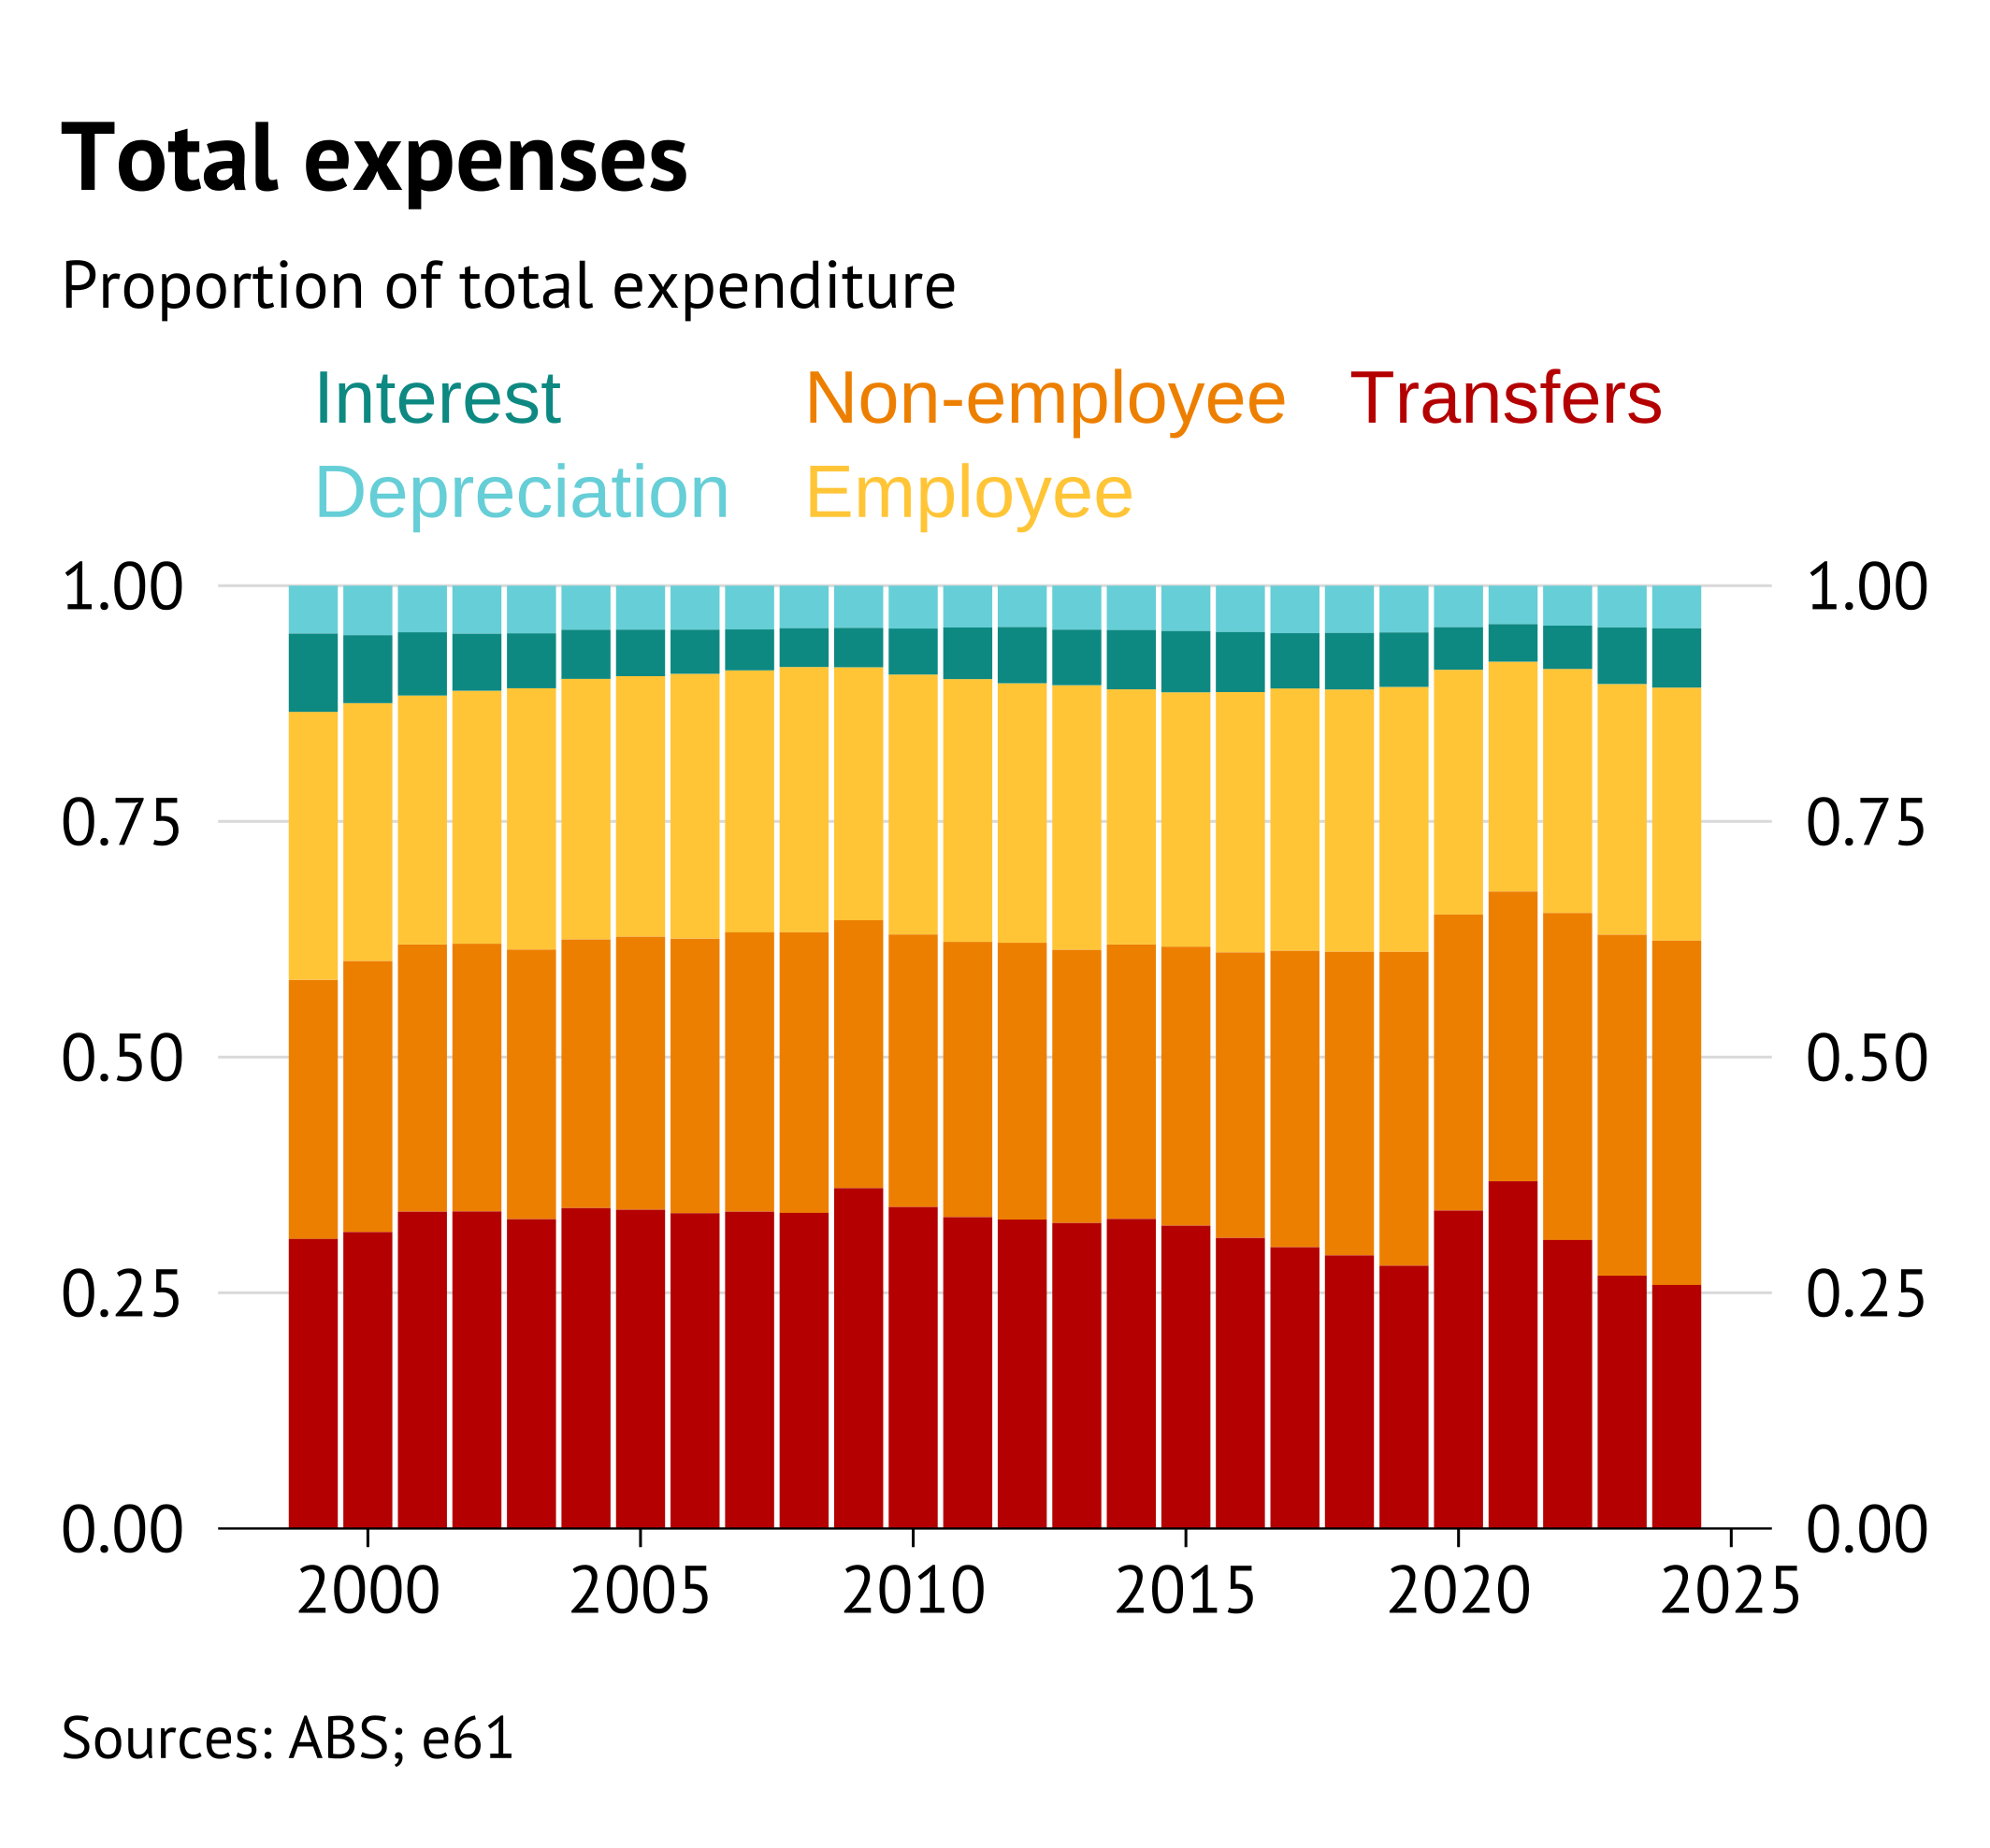 Total expenses
Proportion of total expenditure
Interest Non-employee Transfers
Depreciation Employee
1.00 1.00
0.75 0.75
0.50 0.50
0.25 0.25
0.00 0.00
2000 2005 2010 2015 2020 2025
Sources: ABS; e61